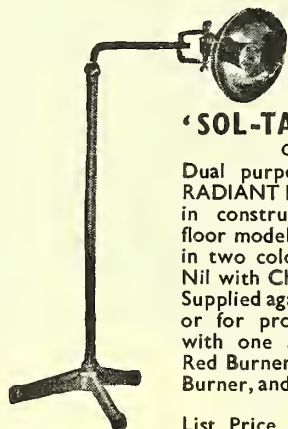 'SOL-TA
Dual purpo
RADIANT
in constru
floor model
in two colo
Nil with Ch
Supplied aga
or for pro
with one
Red Burner
Burner, and
List Price